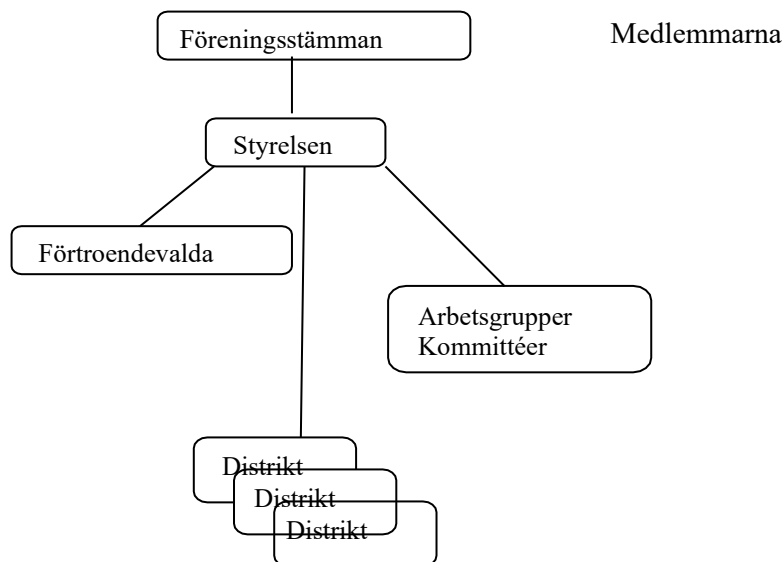 Föreningsstämman
Medlemmarna
Styrelsen
Förtroendevalda
Arbetsgrupper
Kommittéer
Distrikt
Distrikt
Distrikt